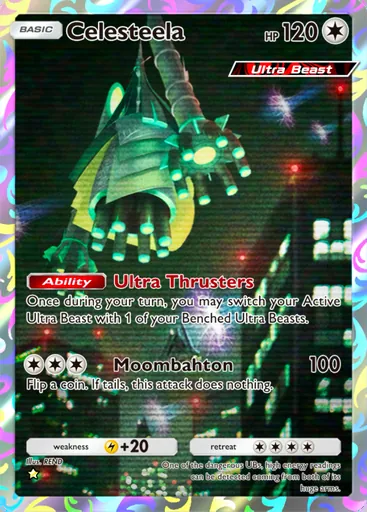 BASIC
Celesteela
HP 120
Ultra Beast
Ability Ultra Thrusters
Once during your turn, you may switch your Active
Ultra Beast with 1 of your Benched Ultra Beasts.
Moombahton 100
Flip a coin. If tails, this attack does nothing.
weakness +20 retreat
Illus. REND
One of the dangerous UBs, high energy readings
can be detected coming from both of its
huge arms.